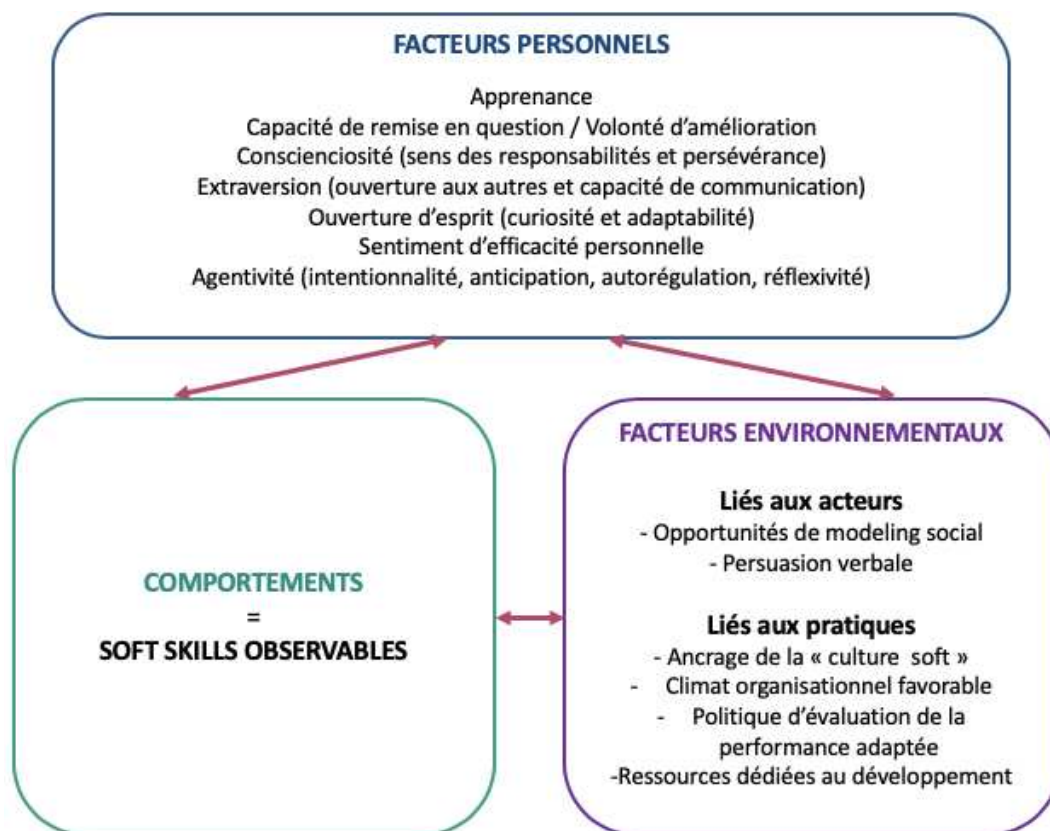 FACTEURS PERSONNELS
Apprenance
Capacité de remise en question / Volonté d'amélioration
Conscienciosité (sens des responsabilités et persévérance)
Extraversion (ouverture aux autres et capacité de communication)
Ouverture d'esprit (curiosité et adaptabilité)
Sentiment d'efficacité personnelle
Agentivité (intentionnalité, anticipation, autorégulation, réflexivité)
COMPORTEMENTS
=
SOFT SKILLS OBSERVABLES
FACTEURS ENVIRONNEMENTAUX
Liés aux acteurs
- Opportunités de modeling social
- Persuasion verbale
Liés aux pratiques
- Ancrage de la « culture soft »
- Climat organisationnel favorable
- Politique d'évaluation de la
performance adaptée
-Ressources dédiées au développement